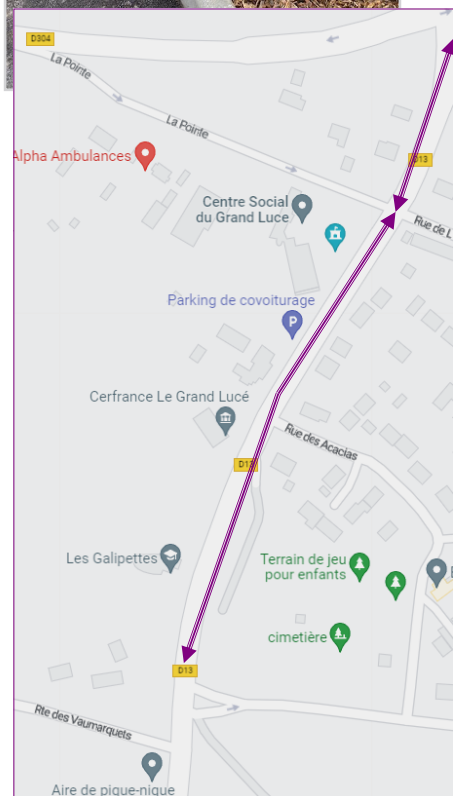 D304
La Pointe
La Pointe
Alpha Ambulances
D13
Centre Social
du Grand Luce
Rue de L
Parking de covoiturage
Cerfrance Le Grand Lucé
Rue des Acacias
D13
Les Galipettes
Terrain de jeu
pour enfants
cimetière
D13
Rte des Vaumarquets
Aire de pique-nique